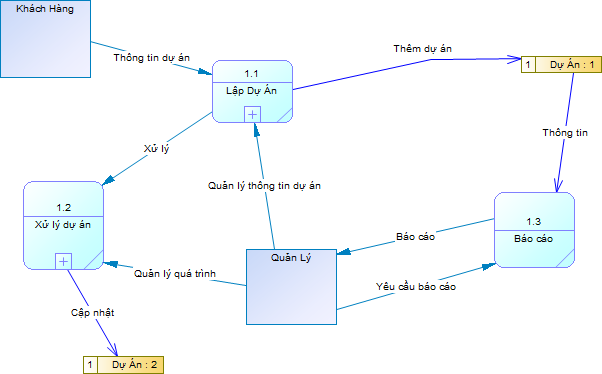 Khách Hàng
Thông tin dự án
1.1
Lập Dự Án
Thêm dự án
1 Dự Án : 1
Thông tin
Xử lý
Quản lý thông tin dự án
1.2
Xử lý dự án
1.3
Báo cáo
Báo cáo
Quản Lý
Quản lý quá trình
Yêu cầu báo cáo
Cập nhật
1 Dự Án : 2